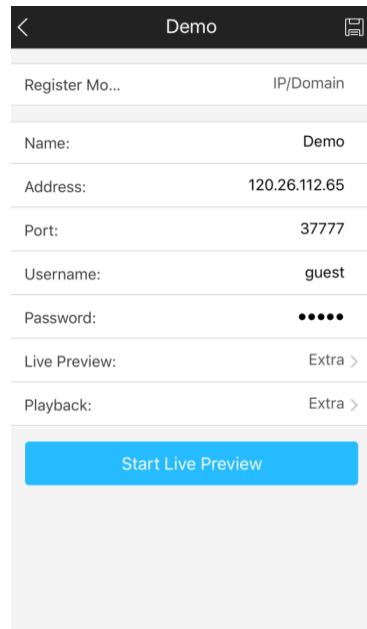 Demo
Register Mo... IP/Domain
Name: Demo
Address: 120.26.112.65
Port: 37777
Username: guest
Password: •••••
Live Preview: Extra
Playback: Extra
Start Live Preview